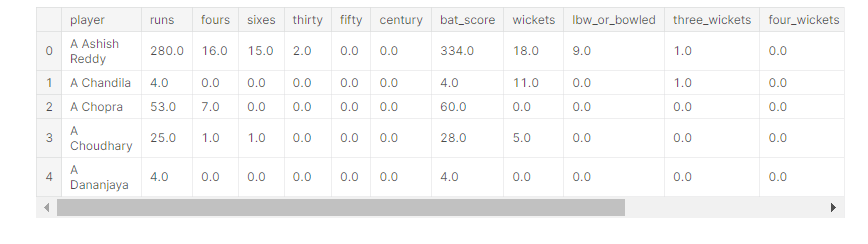 player runs fours sixes thirty fifty century bat_score wickets lbw_or_bowled three_wickets four_wickets
0 A Ashish Reddy 280.0 16.0 15.0 2.0 0.0 0.0 334.0 18.0 9.0 1.0 0.0
1 A Chandila 4.0 0.0 0.0 0.0 0.0 0.0 4.0 11.0 0.0 1.0 0.0
2 A Chopra 53.0 7.0 0.0 0.0 0.0 0.0 60.0 0.0 0.0 0.0 0.0
3 A Choudhary 25.0 1.0 1.0 0.0 0.0 0.0 28.0 5.0 0.0 0.0 0.0
4 A Dananjaya 4.0 0.0 0.0 0.0 0.0 0.0 4.0 0.0 0.0 0.0 0.0